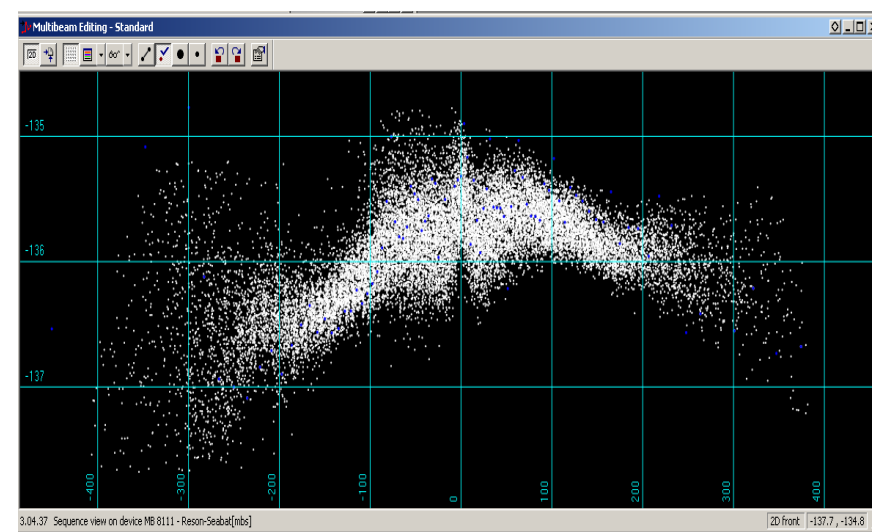 Multibeam Editing - Standard
2D
60°
-135
-136
-137
-400
-300
-200
-100
0
100
200
300
400
3.04.37 Sequence view on device MB 8111 - Reson-Seabat[mbs]
2D front
-137.7 , -134.8